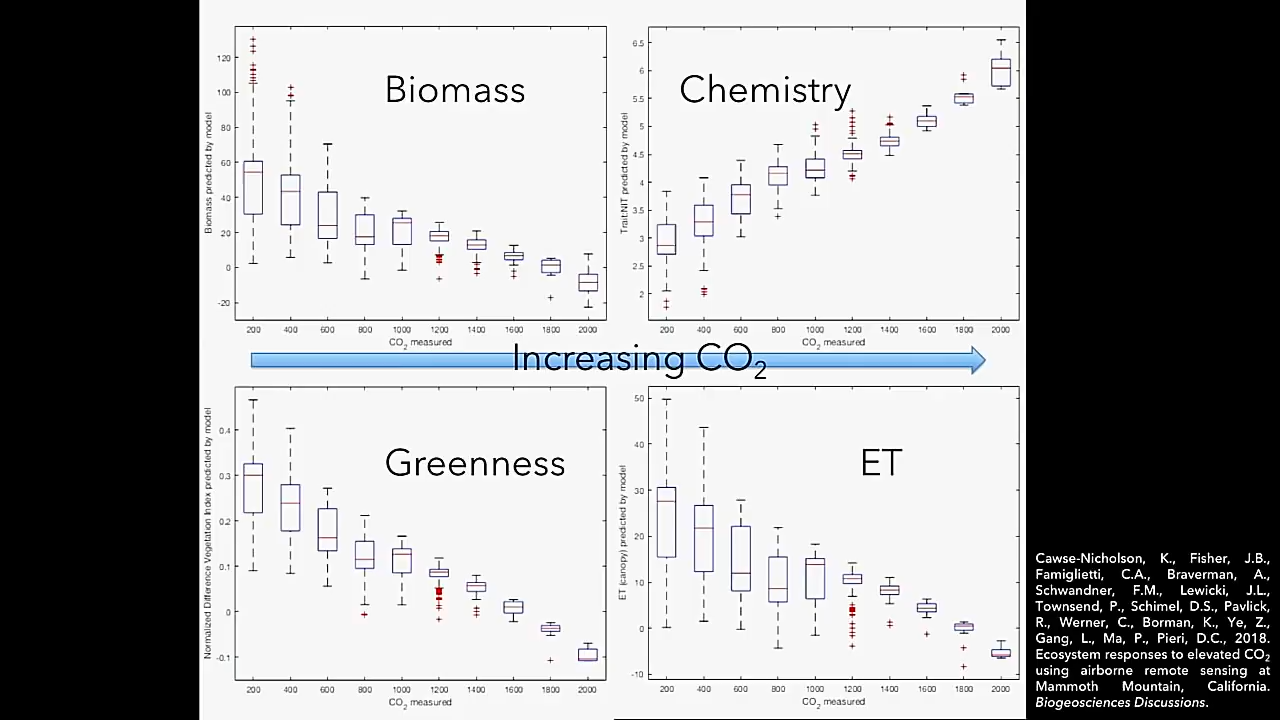 Biomass
Biomass predicted by model
120
100
80
60
40
20
0
-20
200 400 600 800 1000 1200 1400 1600 1800 2000
CO2 measured
Chemistry
Trait:NIT predicted by model
6.5
6
5.5
5
4.5
4
3.5
3
2.5
2
200 400 600 800 1000 1200 1400 1600 1800 2000
CO2 measured
Increasing CO2
Greenness
Normalized Difference Vegetation Index predicted by model
0.4
0.3
0.2
0.1
0
-0.1
200 400 600 800 1000 1200 1400 1600 1800 2000
CO2 measured
ET
ET (canopy) predicted by model
50
40
30
20
10
0
-10
200 400 600 800 1000 1200 1400 1600 1800 2000
CO2 measured
Cawse-Nicholson, K., Fisher, J.B.,
Famiglietti, C.A., Braverman, A.,
Schwandner, F.M., Lewicki, J.L.,
Townsend, P., Schimel, D.S., Pavlick,
R., Werner, C., Borman, K., Ye, Z.,
Gang, L., Ma, P., Pieri, D.C., 2018.
Ecosystem responses to elevated CO2
using airborne remote sensing at
Mammoth Mountain, California.
Biogeosciences Discussions.